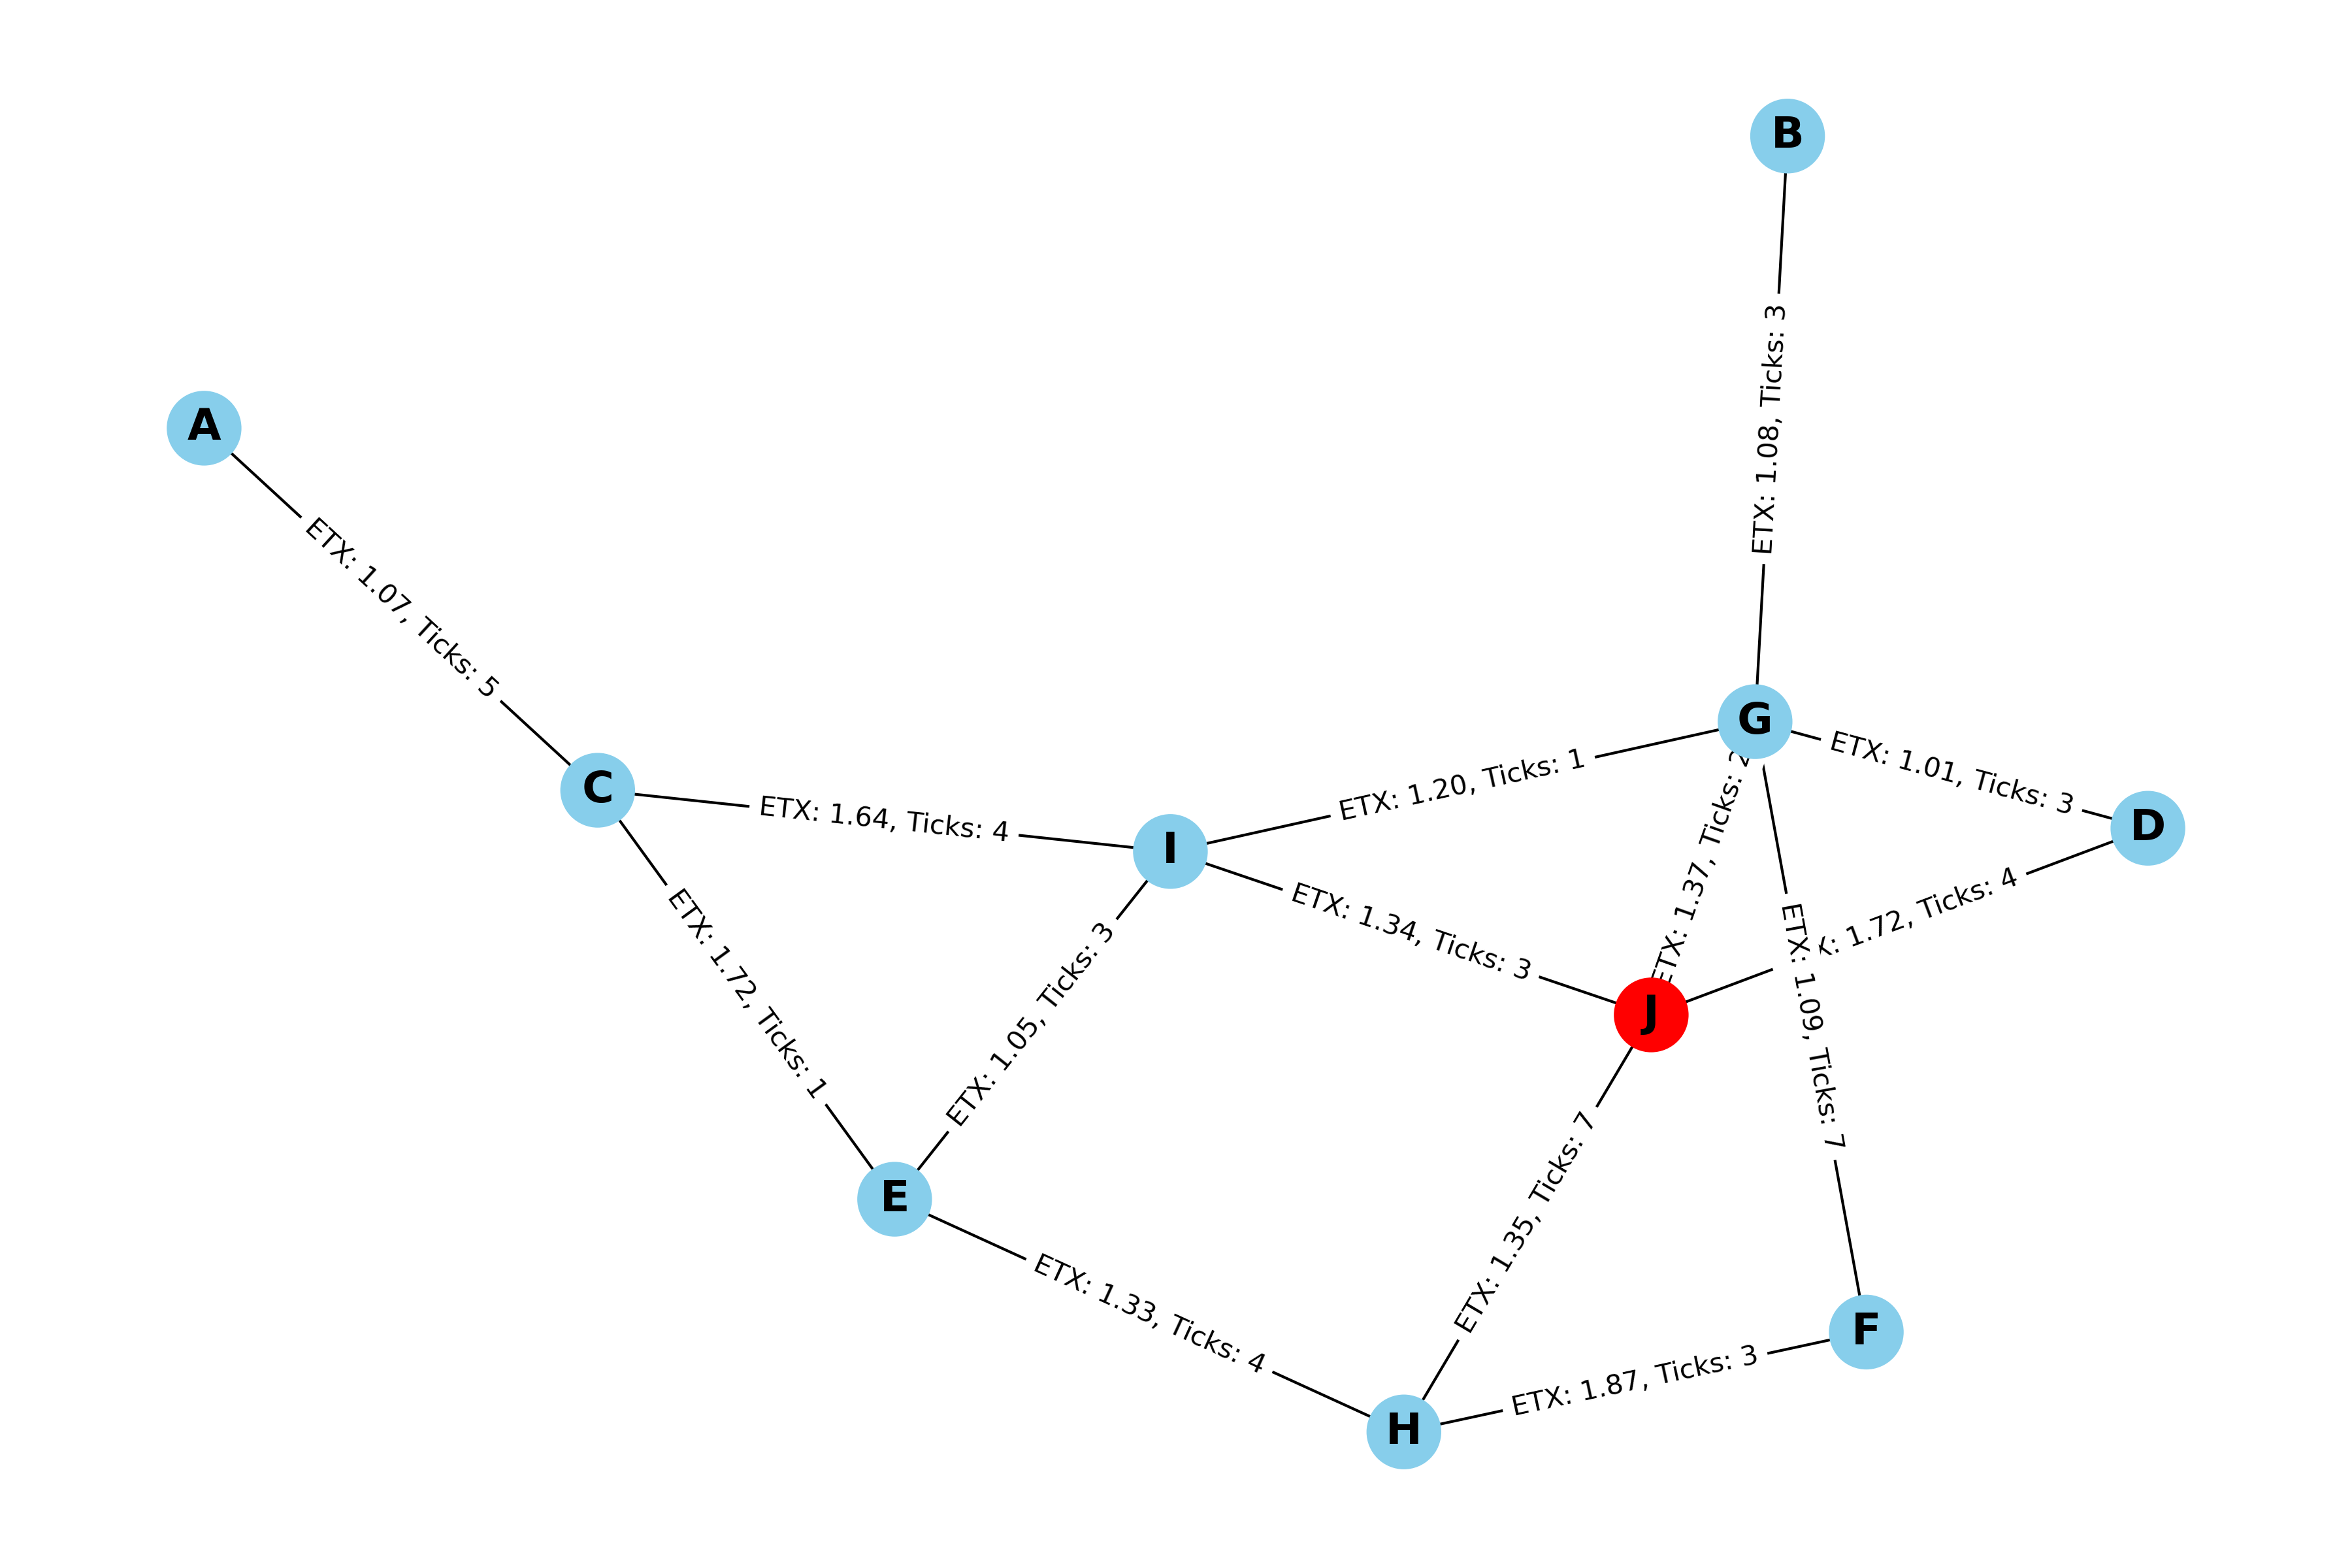 B
A
ETX: 1.08, Ticks: 3
ETX: 1.07, Ticks: 5
G
ETX: 1.01, Ticks: 3
ETX: 1.20, Ticks: 1
C
ETX: 1.64, Ticks: 4
I
D
ETX: 1.37, Ticks:
ETX: 1.34, Ticks: 3
1.72, Ticks: 4
ETX: 1.72, Ticks: 1
ETX: 1.05, Ticks: 3
J
ETX: 1.09, Ticks: 7
E
ETX: 1.35, Ticks: 7
ETX: 1.33, Ticks: 4
F
ETX: 1.87, Ticks: 3
H